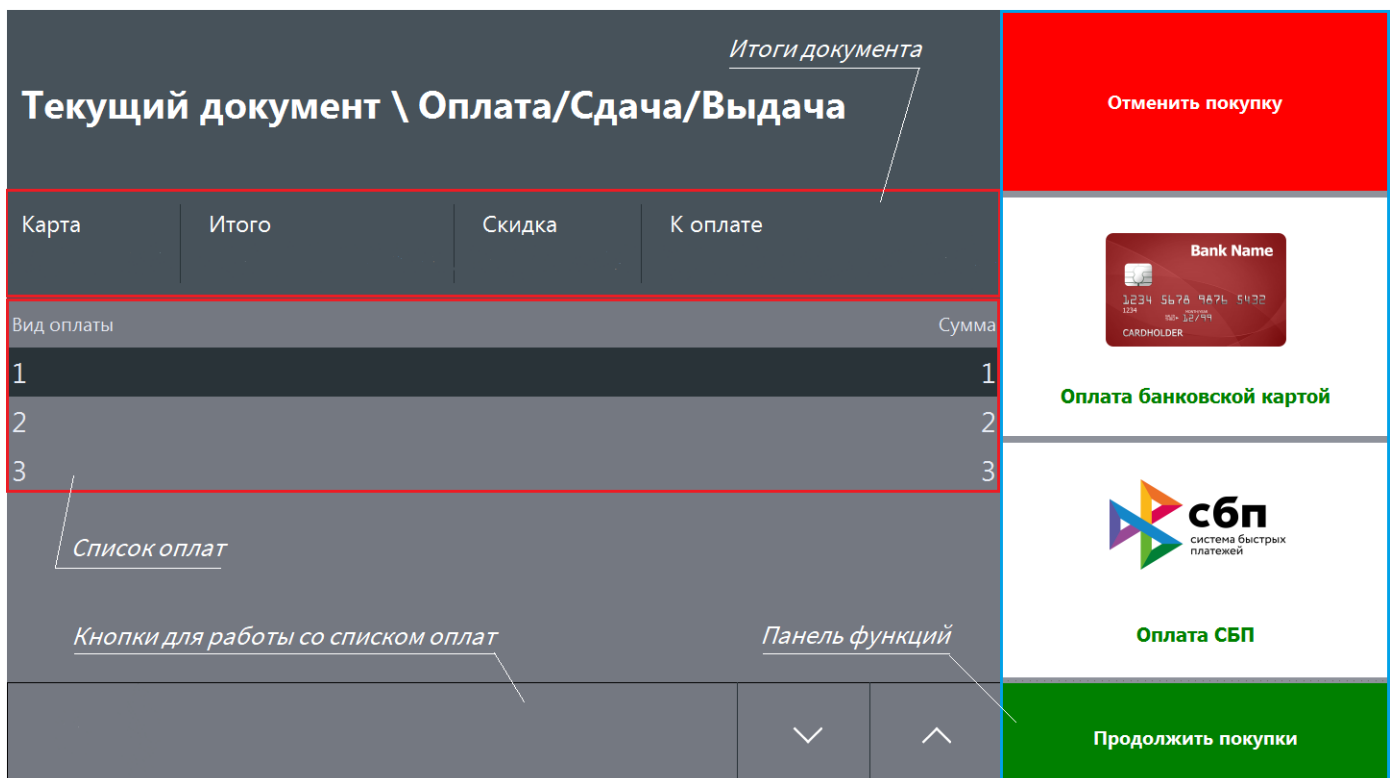 Итоги документа
Текущий документ \ Оплата/Сдача/Выдача
Карта Итого Скидка К оплате
Вид оплаты Сумма
1 1
2 2
3 3
Список оплат
Кнопки для работы со списком оплат
Панель функций
Отменить покупку
Bank Name
1234 5678 9876 5432
1234
12/99
CARDHOLDER
Оплата банковской картой
сбп
система быстрых
платежей
Оплата СБП
Продолжить покупки